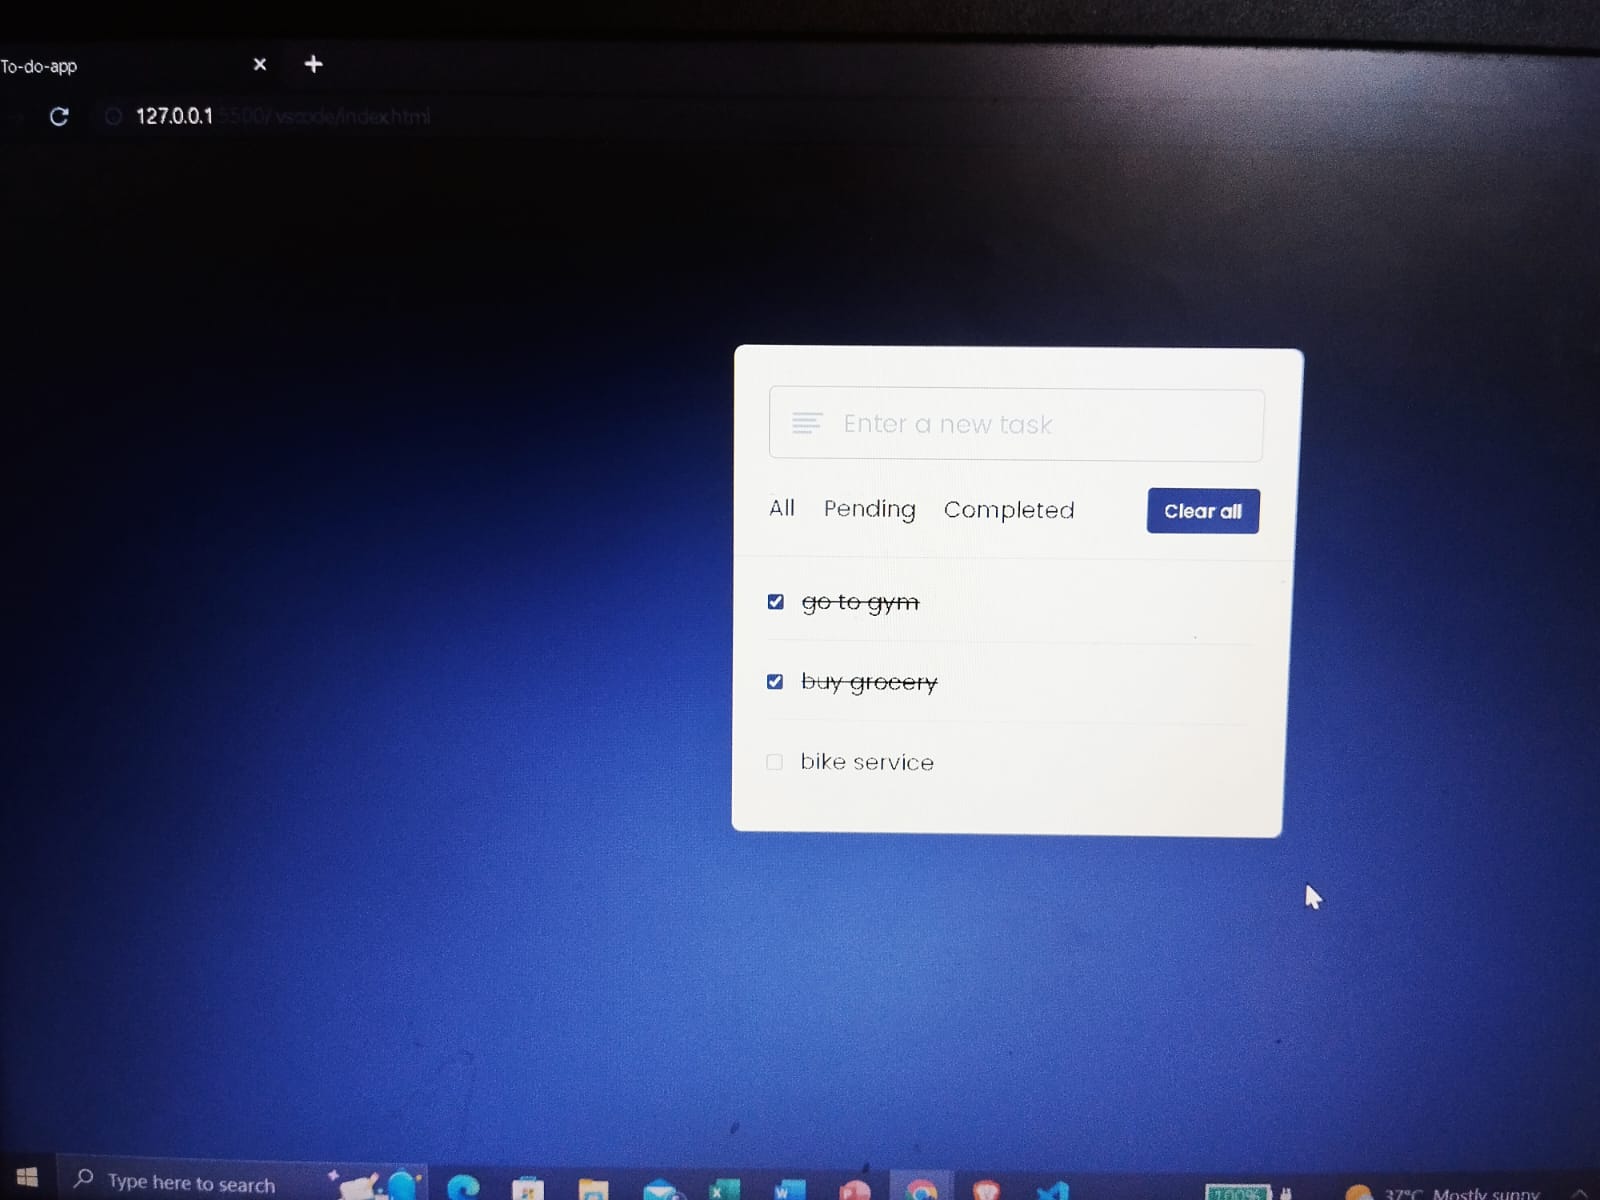 To-do-app
127.0.0.1:5500/vscode/index.html
Enter a new task
All Pending Completed Clear all
go to gym
buy grocery
bike service
Type here to search 100% 37°C Mostly sunny